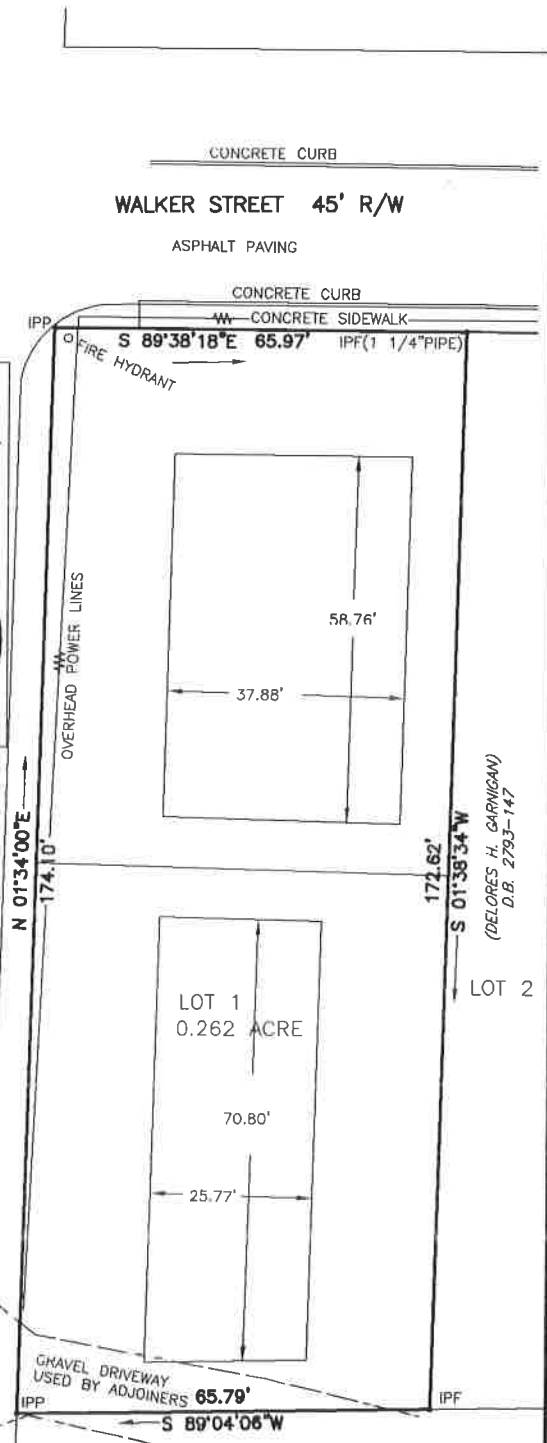 CONCRETE CURB
WALKER STREET 45' R/W
ASPHALT PAVING
CONCRETE CURB
CONCRETE SIDEWALK
IPP
S 89°38'18"E 65.97'
IPF(1 1/4"PIPE)
FIRE HYDRANT
OVERHEAD POWER LINES
58.76'
37.88'
N 01°34'00"E
174.10'
172.62'
S 01°38'34"W
(DELORES H. GARNIGAN)
D.B. 2793-147
LOT 2
LOT 1
0.262 ACRE
70.80'
25.77'
GRAVEL DRIVEWAY
USED BY ADJOINERS
65.79'
IPP
S 89°04'06"W
IPF